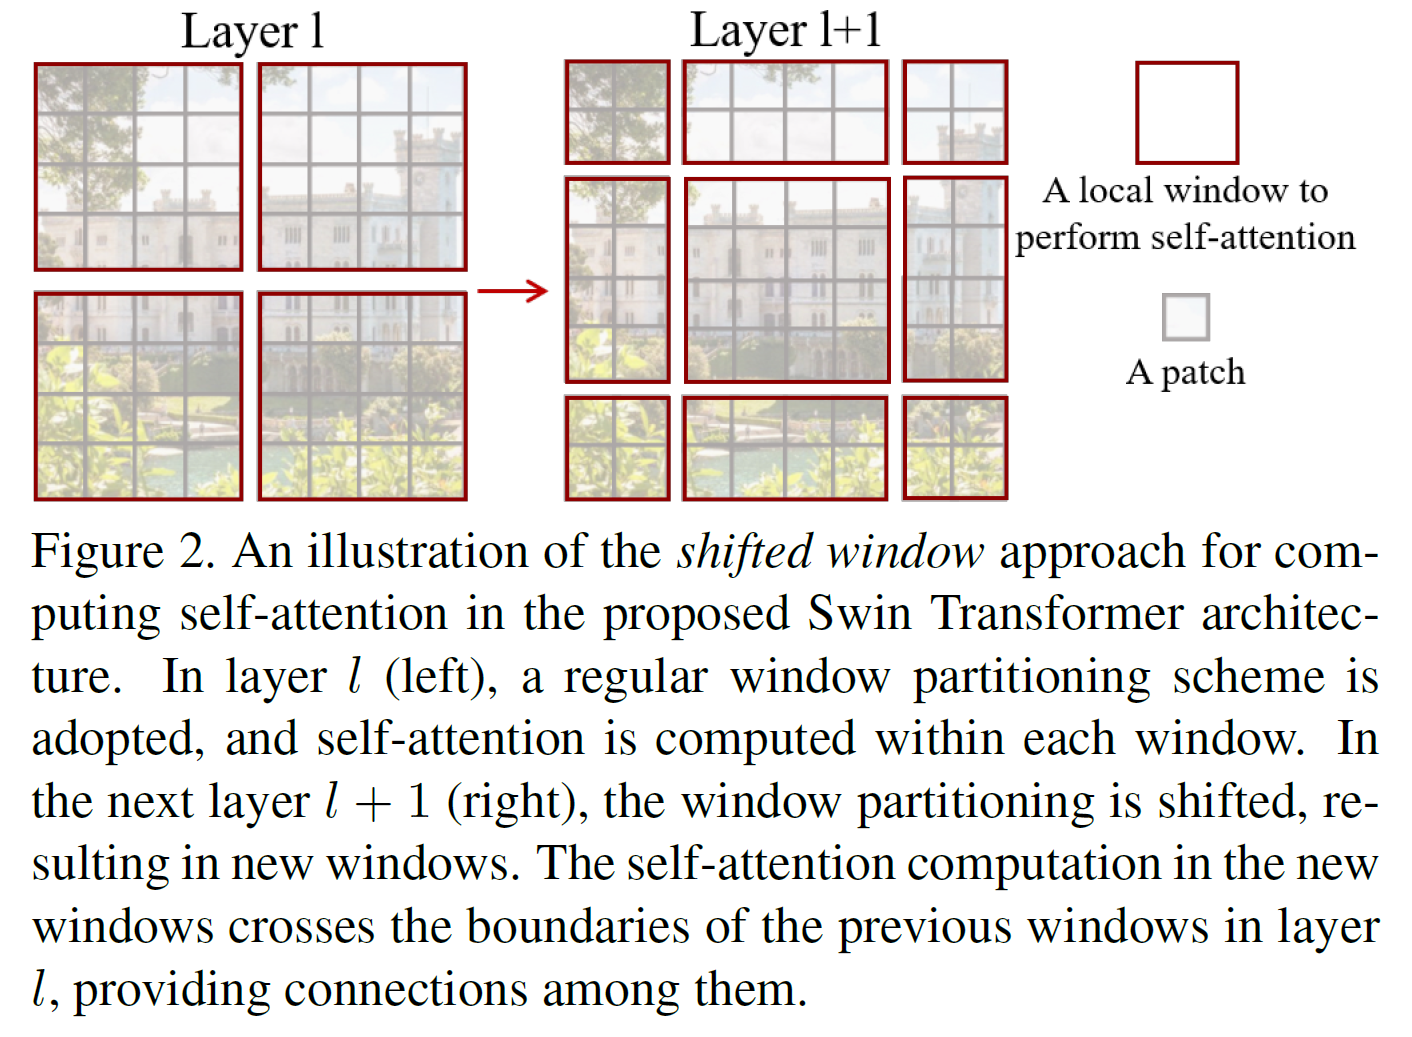 Layer l
Layer l+1
A local window to
perform self-attention
A patch
Figure 2. An illustration of the shifted window approach for com-
puting self-attention in the proposed Swin Transformer architec-
ture. In layer l (left), a regular window partitioning scheme is
adopted, and self-attention is computed within each window. In
the next layer l + 1 (right), the window partitioning is shifted, re-
sulting in new windows. The self-attention computation in the new
windows crosses the boundaries of the previous windows in layer
l, providing connections among them.